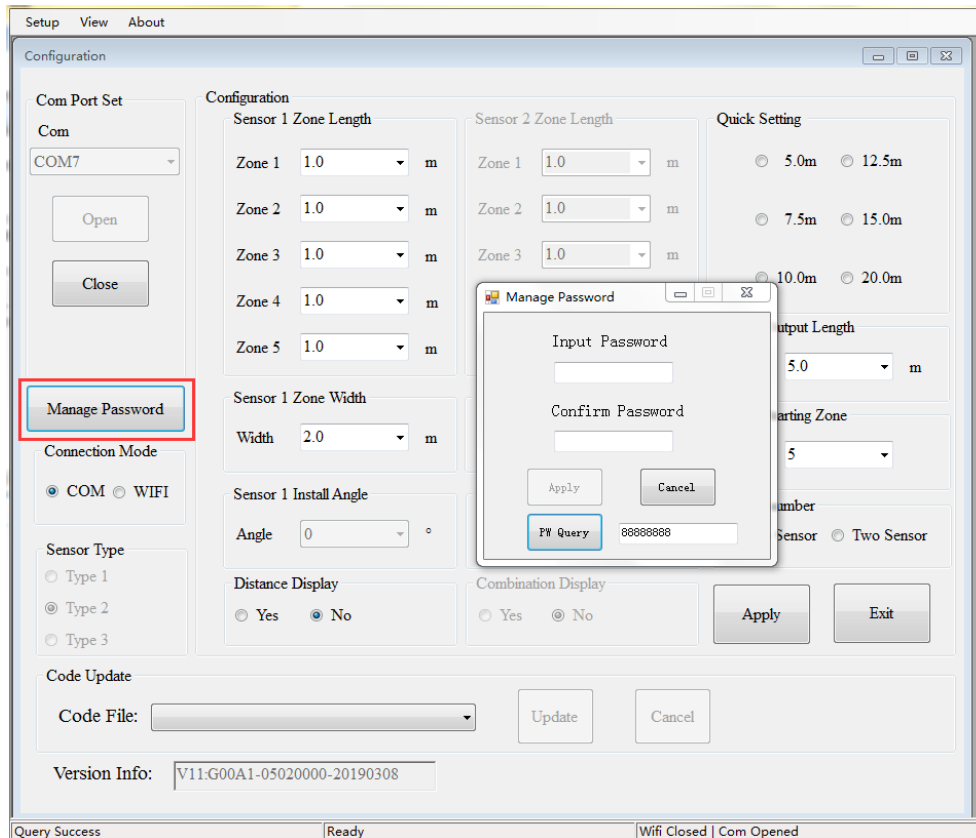 Setup View About
Configuration
Com Port Set
Com
COM7
Open
Close
Manage Password
Connection Mode
COM WIFI
Sensor Type
Type 1
Type 2
Type 3
Configuration
Sensor 1 Zone Length
Zone 1 1.0 m
Zone 2 1.0 m
Zone 3 1.0 m
Zone 4 1.0 m
Zone 5 1.0 m
Sensor 1 Zone Width
Width 2.0 m
Sensor 1 Install Angle
Angle 0 °
Distance Display
Yes No
Sensor 2 Zone Length
Zone 1 1.0 m
Zone 2 1.0 m
Zone 3 1.0 m
Combination Display
Yes No
Quick Setting
5.0m 12.5m
7.5m 15.0m
10.0m 20.0m
Length
5.0 m
Zone
5
Sensor Two Sensor
Apply Exit
Manage Password
Input Password
Confirm Password
Apply Cancel
PW Query 88888888
Code Update
Code File: Update Cancel
Version Info: V11:G00A1-05020000-20190308
Query Success Ready Wifi Closed | Com Opened